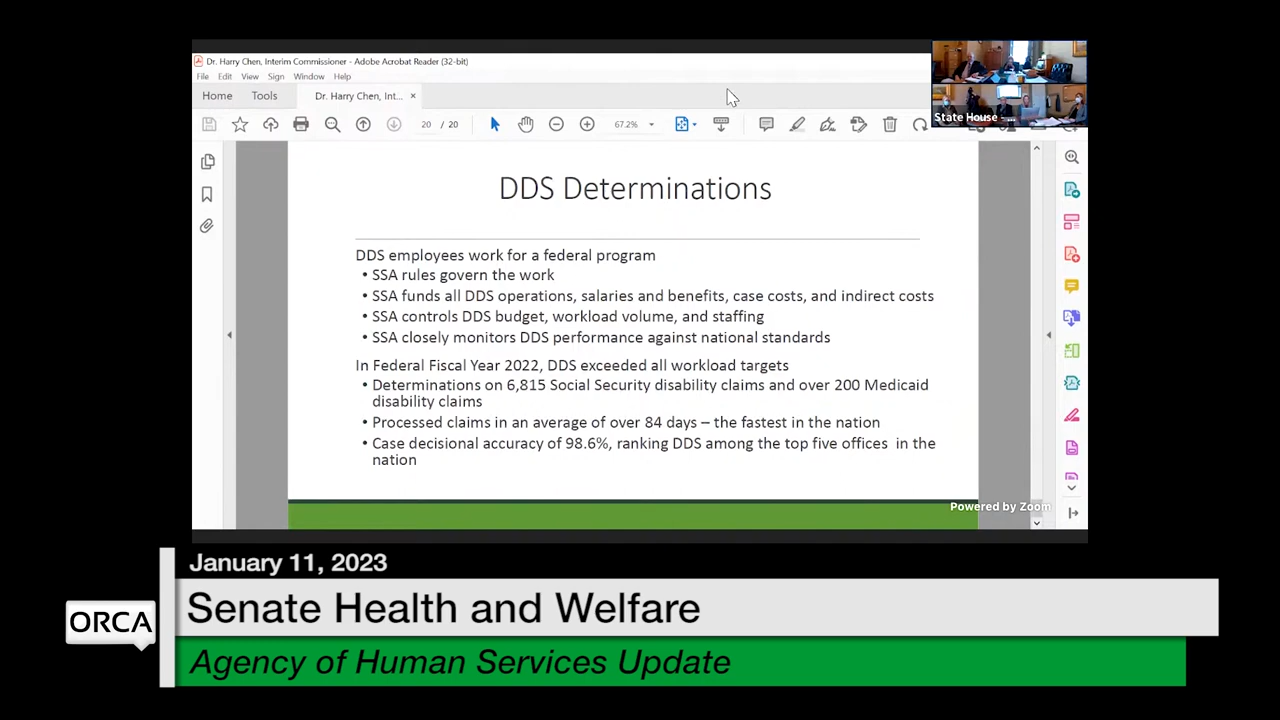 Dr. Harry Chen, Interim Commissioner - Adobe Acrobat Reader (32-bit)
File Edit View Sign Window Help
Home Tools Dr. Harry Chen, Int... ×
20 / 20 67.2%
State House - ...
DDS Determinations
DDS employees work for a federal program
• SSA rules govern the work
• SSA funds all DDS operations, salaries and benefits, case costs, and indirect costs
• SSA controls DDS budget, workload volume, and staffing
• SSA closely monitors DDS performance against national standards
In Federal Fiscal Year 2022, DDS exceeded all workload targets
• Determinations on 6,815 Social Security disability claims and over 200 Medicaid
disability claims
• Processed claims in an average of over 84 days – the fastest in the nation
• Case decisional accuracy of 98.6%, ranking DDS among the top five offices in the
nation
Powered by Zoom
January 11, 2023
ORCA
Senate Health and Welfare
Agency of Human Services Update